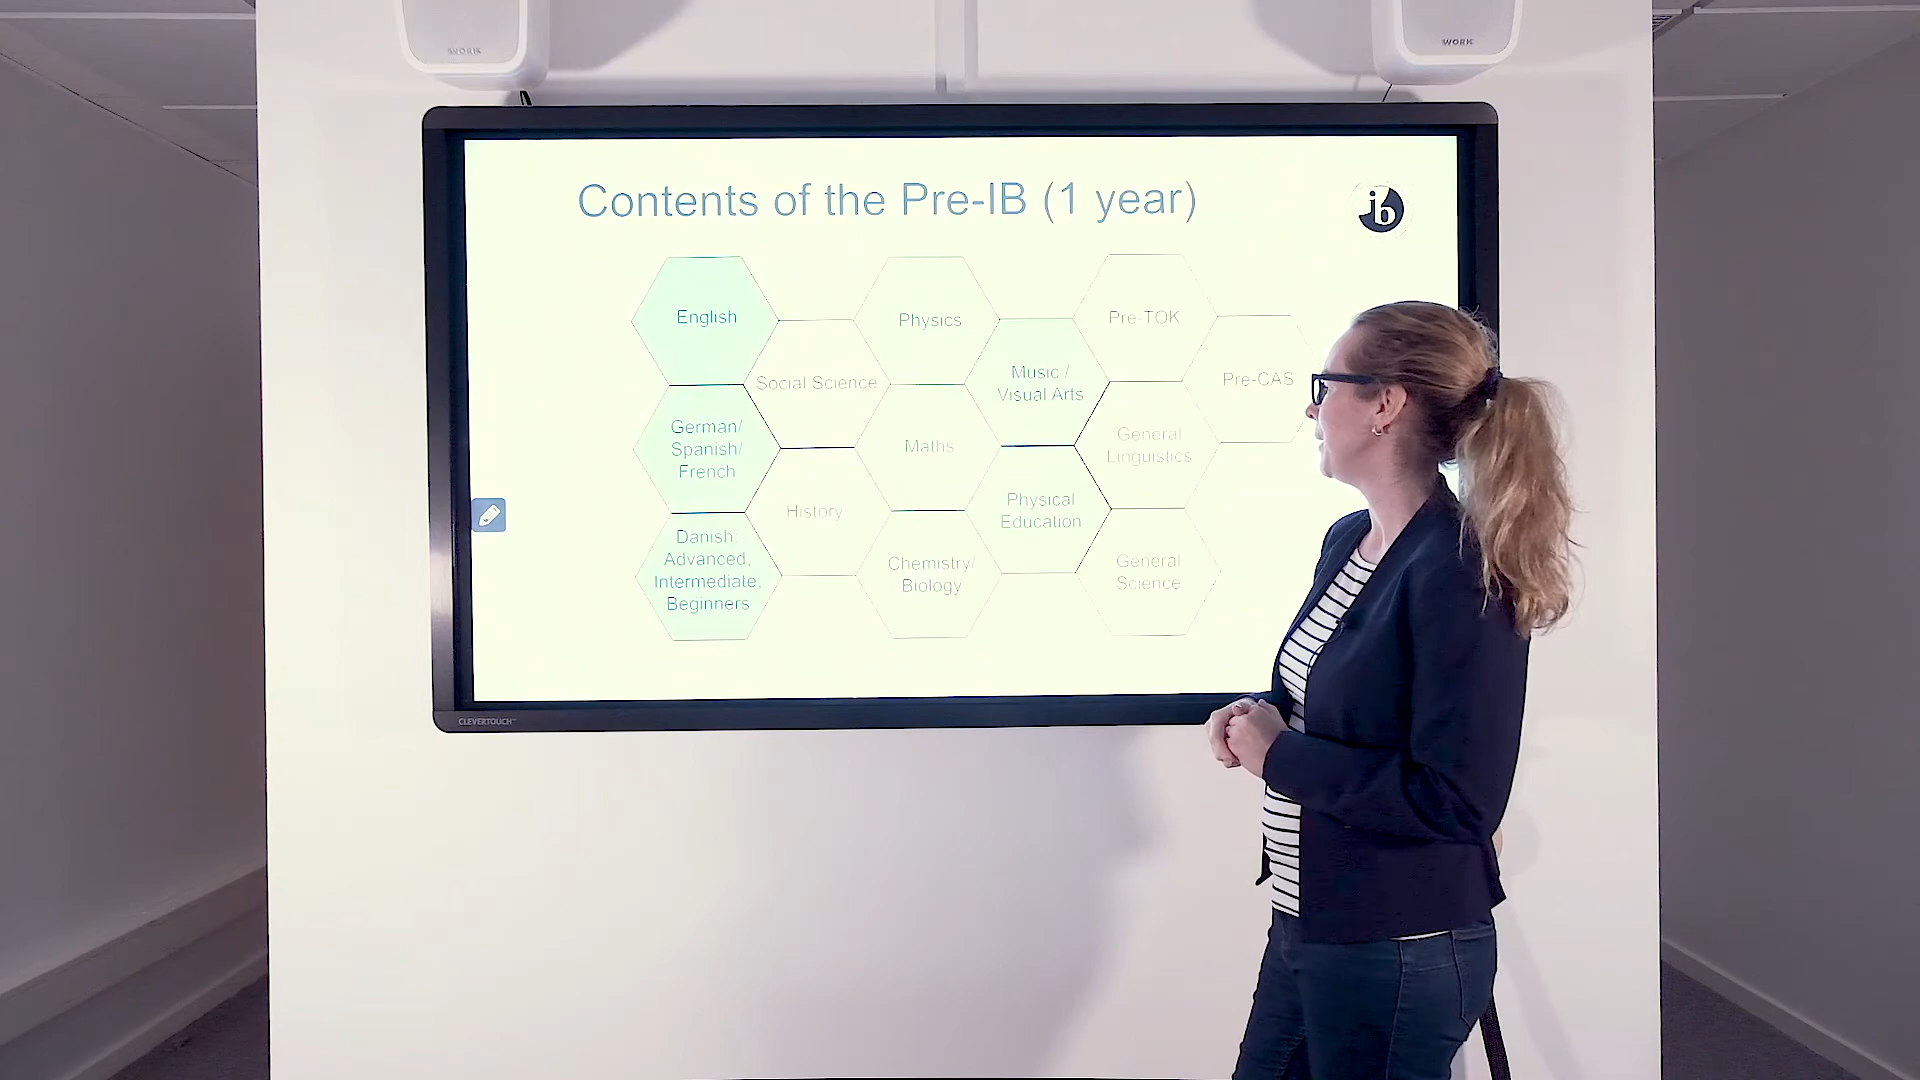 WORK
WORK
Contents of the Pre-IB (1 year)
ib
English
Physics
Pre-TOK
Social Science
Music /
Visual Arts
Pre-CAS
German/
Spanish/
French
Maths
General
Linguistics
History
Physical
Education
Danish:
Advanced,
Intermediate,
Beginners
Chemistry/
Biology
General
Science
CLEVERTOUCH